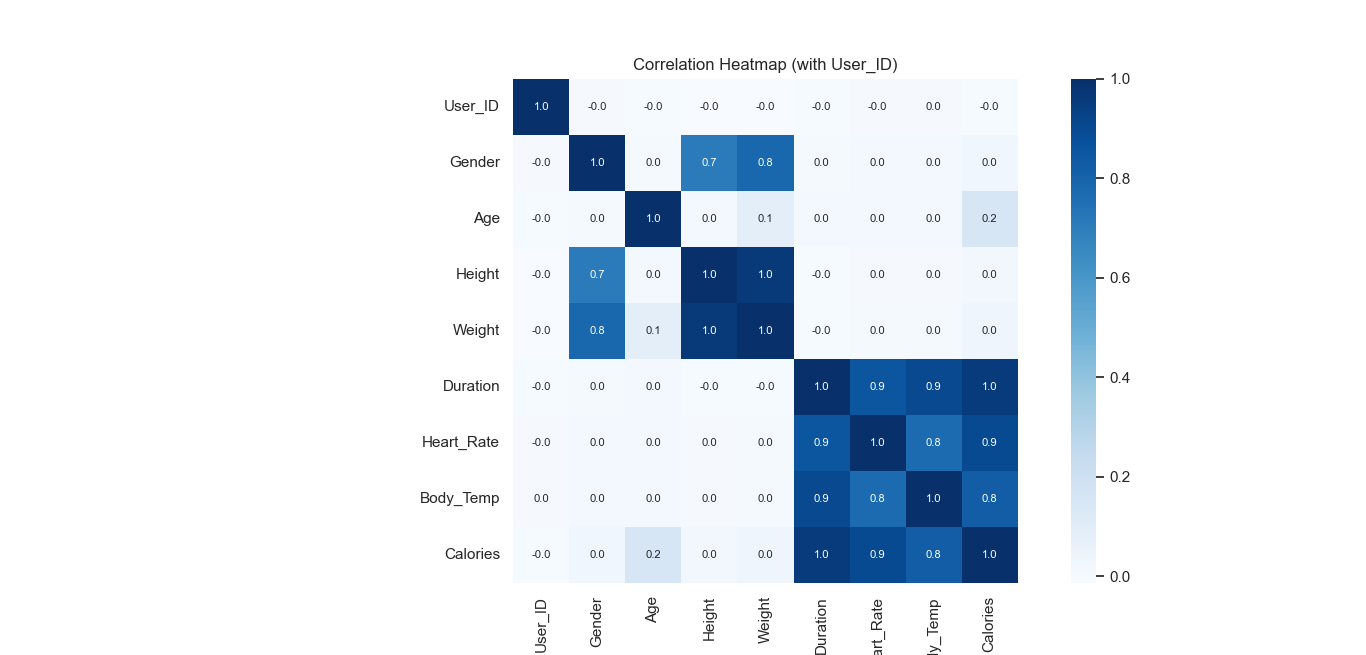 Correlation Heatmap (with User_ID)
User_ID 1.0 -0.0 -0.0 -0.0 -0.0 -0.0 -0.0 0.0 -0.0
Gender -0.0 1.0 0.0 0.7 0.8 0.0 0.0 0.0 0.0
Age -0.0 0.0 1.0 0.0 0.1 0.0 0.0 0.0 0.2
Height -0.0 0.7 0.0 1.0 1.0 -0.0 0.0 0.0 0.0
Weight -0.0 0.8 0.1 1.0 1.0 -0.0 0.0 0.0 0.0
Duration -0.0 0.0 0.0 -0.0 -0.0 1.0 0.9 0.9 1.0
Heart_Rate -0.0 0.0 0.0 0.0 0.0 0.9 1.0 0.8 0.9
Body_Temp 0.0 0.0 0.0 0.0 0.0 0.9 0.8 1.0 0.8
Calories -0.0 0.0 0.2 0.0 0.0 1.0 0.9 0.8 1.0
User_ID
Gender
Age
Height
Weight
Duration
art_Rate
dy_Temp
Calories
1.0
0.8
0.6
0.4
0.2
0.0